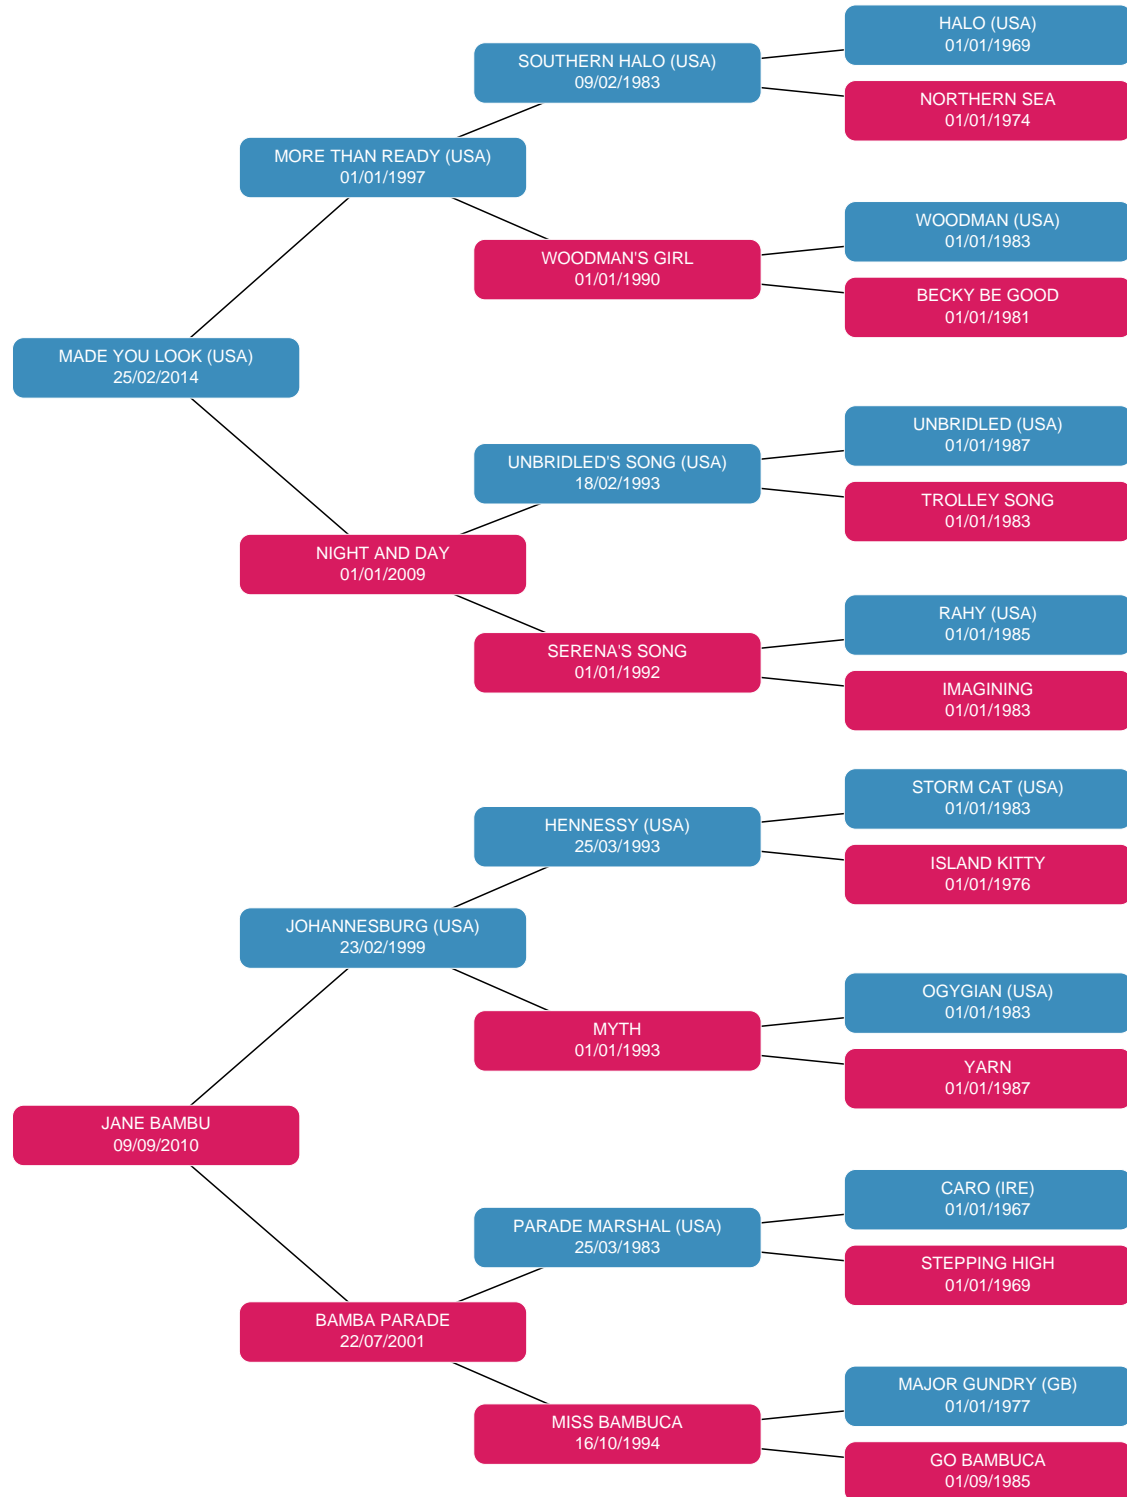 HALO (USA)
01/01/1969
SOUTHERN HALO (USA)
09/02/1983
NORTHERN SEA
01/01/1974
MORE THAN READY (USA)
01/01/1997
WOODMAN (USA)
01/01/1983
WOODMAN'S GIRL
01/01/1990
BECKY BE GOOD
01/01/1981
MADE YOU LOOK (USA)
25/02/2014
UNBRIDLED (USA)
01/01/1987
UNBRIDLED'S SONG (USA)
18/02/1993
TROLLEY SONG
01/01/1983
NIGHT AND DAY
01/01/2009
RAHY (USA)
01/01/1985
SERENA'S SONG
01/01/1992
IMAGINING
01/01/1983
STORM CAT (USA)
01/01/1983
HENNESSY (USA)
25/03/1993
ISLAND KITTY
01/01/1976
JOHANNESBURG (USA)
23/02/1999
OGYGIAN (USA)
01/01/1983
MYTH
01/01/1993
YARN
01/01/1987
JANE BAMBU
09/09/2010
CARO (IRE)
01/01/1967
PARADE MARSHAL (USA)
25/03/1983
STEPPING HIGH
01/01/1969
BAMBA PARADE
22/07/2001
MAJOR GUNDRY (GB)
01/01/1977
MISS BAMBUCA
16/10/1994
GO BAMBUCA
01/09/1985